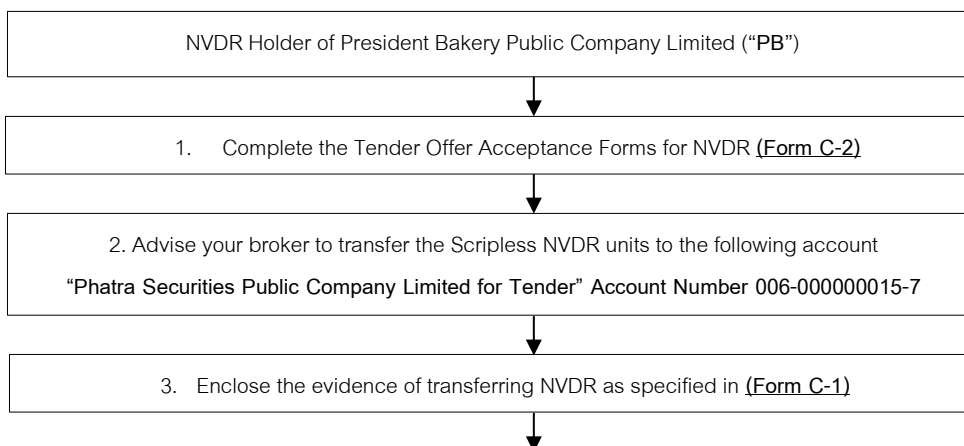 NVDR Holder of President Bakery Public Company Limited (“PB”)
1. Complete the Tender Offer Acceptance Forms for NVDR (Form C-2)
2. Advise your broker to transfer the Scripless NVDR units to the following account
“Phatra Securities Public Company Limited for Tender” Account Number 006-000000015-7
3. Enclose the evidence of transferring NVDR as specified in (Form C-1)